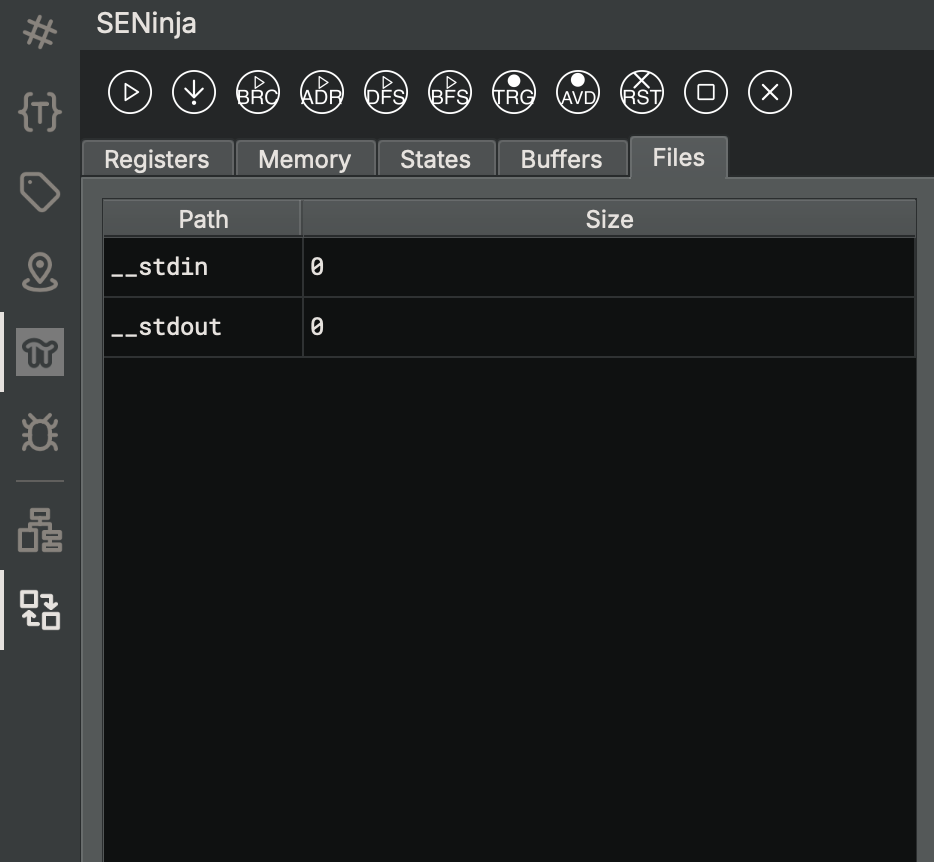 SENinja
BRC ADR DFS BFS TRG AVD RST
Registers Memory States Buffers Files
Path Size
__stdin 0
__stdout 0